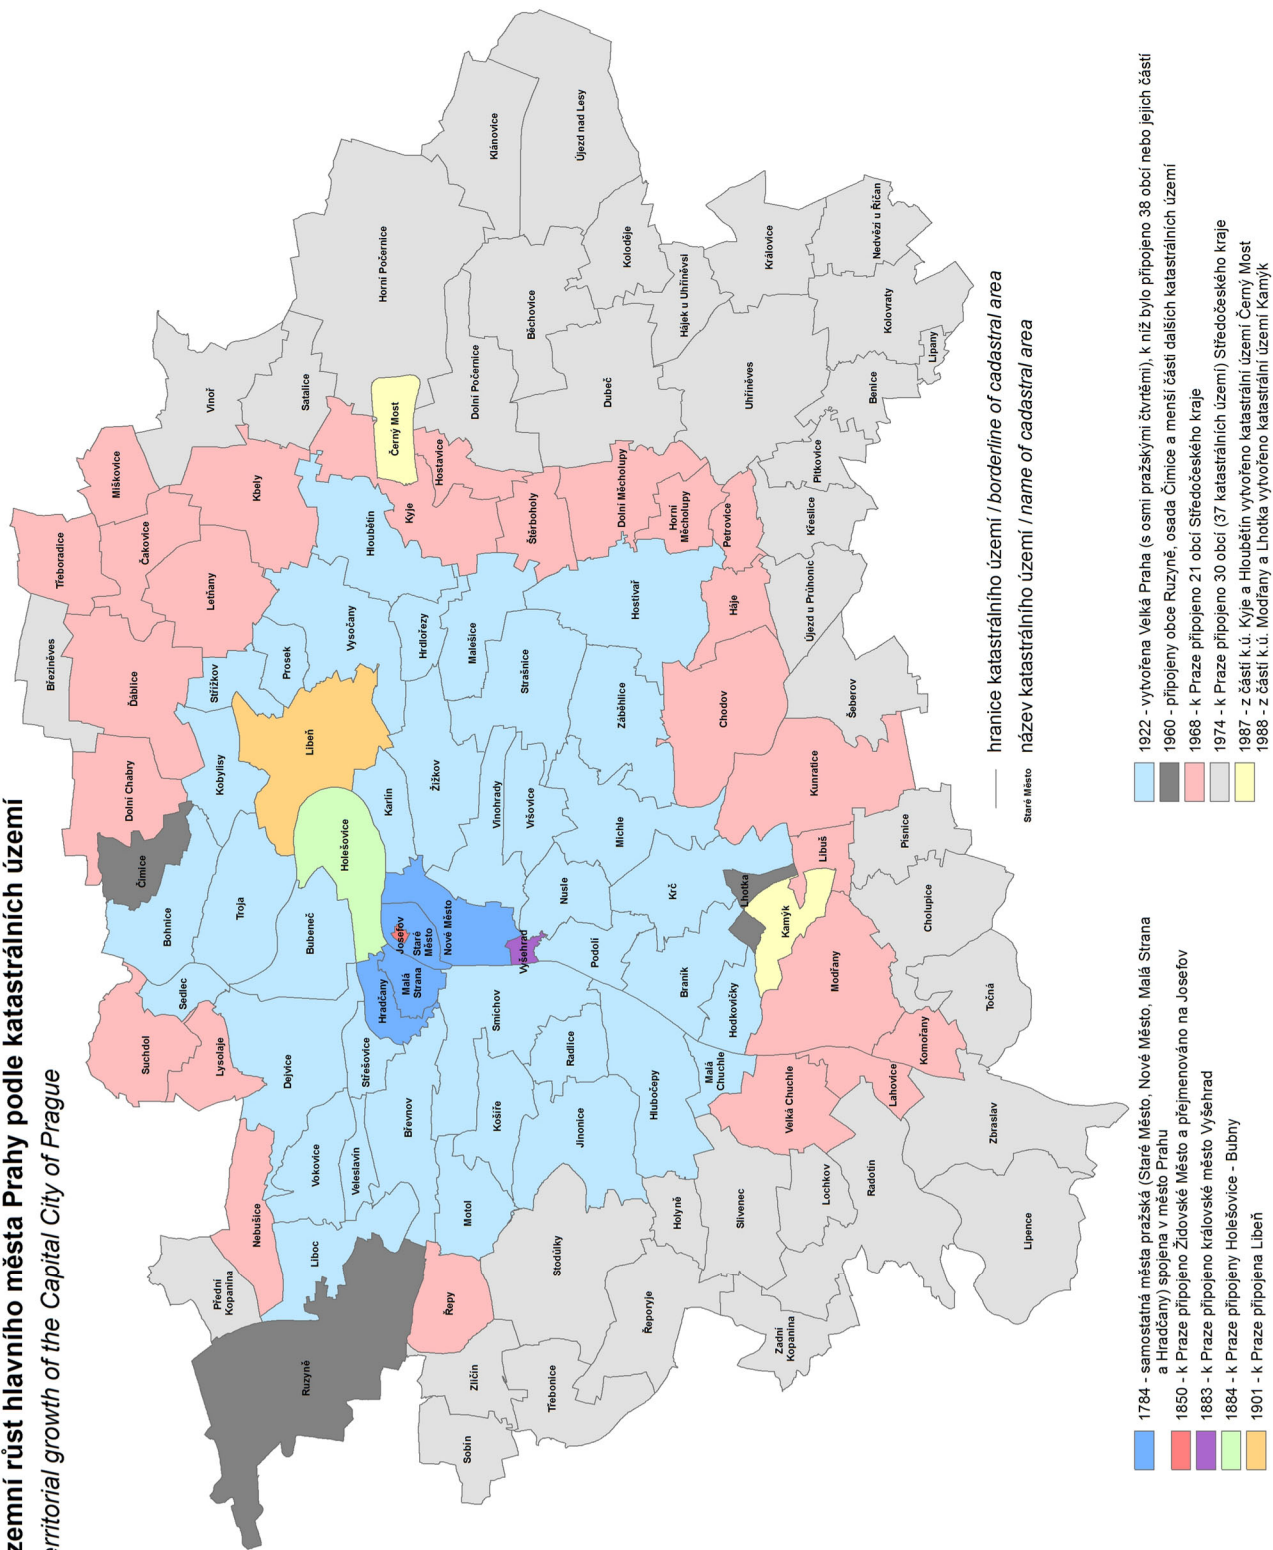 zemní růst hlavního města Prahy podle katastrálních území
erritorial growth of the Capital City of Prague
Ruzyně
Přední
Kopanina
Nebušice
Liboc
Vokovice
Veleslavín
Dejvice
Lysolaje
Suchdol
Sedlec
Střešovice
Břevnov
Řepy
Motol
Košíře
Sobín
Zličín
Třebonice
Stodůlky
Řeporyje
Jinonice
Radlice
Smíchov
Hlubočepy
Holyně
Slivenec
Zadní
Kopanina
Lochkov
Radotín
Velká Chuchle
Malá
Chuchle
Lahovice
Lipence
Zbraslav
Komořany
Točná
Cholupice
Písnice
Modřany
Kamýk
Lhotka
Libuš
Kunratice
Hodkovičky
Braník
Podolí
Krč
Nusle
Michle
Vyšehrad
Hradčany
Malá
Strana
Josefov
Staré
Město
Nové Město
Holešovice
Bubeneč
Troja
Bohnice
Čimice
Dolní Chabry
Kobylisy
Libeň
Karlín
Žižkov
Vinohrady
Vršovice
Ďáblice
Březiněves
Střížkov
Prosek
Vysočany
Hrdlořezy
Malešice
Strašnice
Záběhlice
Chodov
Šeberov
Třeboradice
Čakovice
Miškovice
Letňany
Kbely
Hloubětín
Kyje
Hostavice
Štěrboholy
Hostivař
Dolní Měcholupy
Horní
Měcholupy
Petrovice
Háje
Újezd u Průhonic
Křeslice
Pitkovice
Vinoř
Satalice
Černý Most
Dolní Počernice
Horní Počernice
Běchovice
Dubeč
Uhříněves
Benice
Lipany
Kolovraty
Nedvězí u Říčan
Královice
Hájek u Uhříněvsi
Koloděje
Klánovice
Újezd nad Lesy
hranice katastrálního území / borderline of cadastral area
Staré Město název katastrálního území / name of cadastral area
1784 - samostatná města pražská (Staré Město, Nové Město, Malá Strana
a Hradčany) spojena v město Prahu
1850 - k Praze připojeno Židovské Město a přejmenováno na Josefov
1883 - k Praze připojeno královské město Vyšehrad
1884 - k Praze připojeny Holešovice - Bubny
1901 - k Praze připojena Libeň
1922 - vytvořena Velká Praha (s osmi pražskými čtvrtěmi), k níž bylo připojeno 38 obcí nebo jejich částí
1960 - připojeny obce Ruzyně, osada Čimice a menší části dalších katastrálních území
1968 - k Praze připojeno 21 obcí Středočeského kraje
1974 - k Praze připojeno 30 obcí (37 katastrálních území) Středočeského kraje
1987 - z částí k.ú. Kyje a Hloubětín vytvořeno katastrální území Černý Most
1988 - z částí k.ú. Modřany a Lhotka vytvořeno katastrální území Kamýk